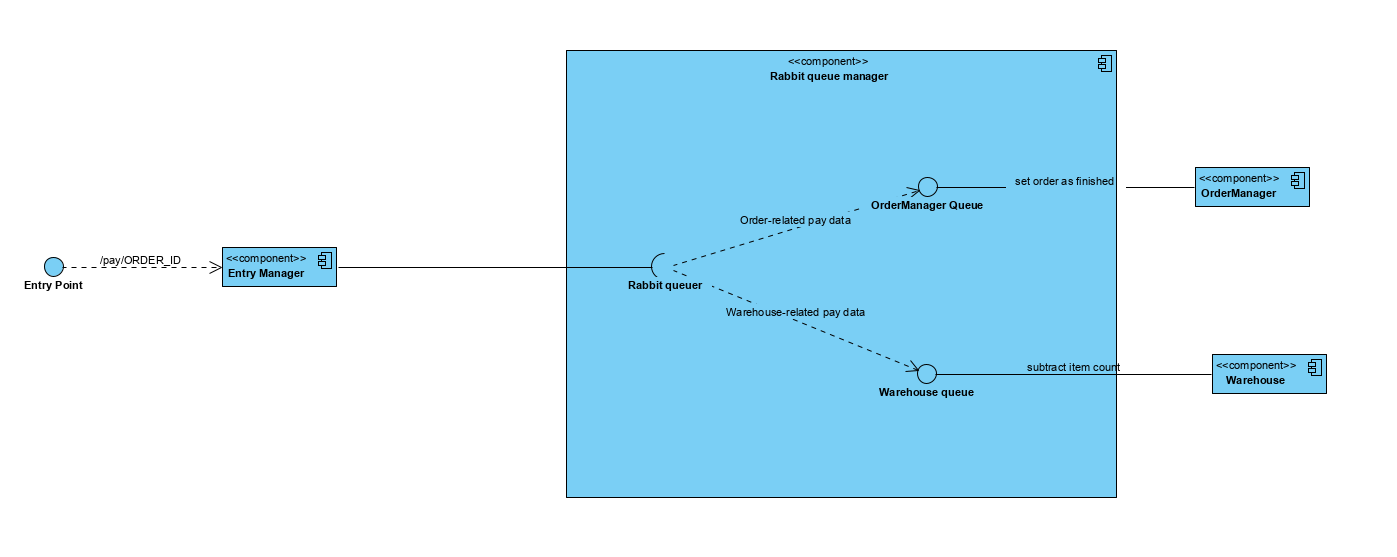 <<component>>
Rabbit queue manager
<<component>>
OrderManager
set order as finished
OrderManager Queue
Order-related pay data
/pay/ORDER_ID
Entry Point
<<component>>
Entry Manager
Rabbit queuer
Warehouse-related pay data
subtract item count
Warehouse queue
<<component>>
Warehouse